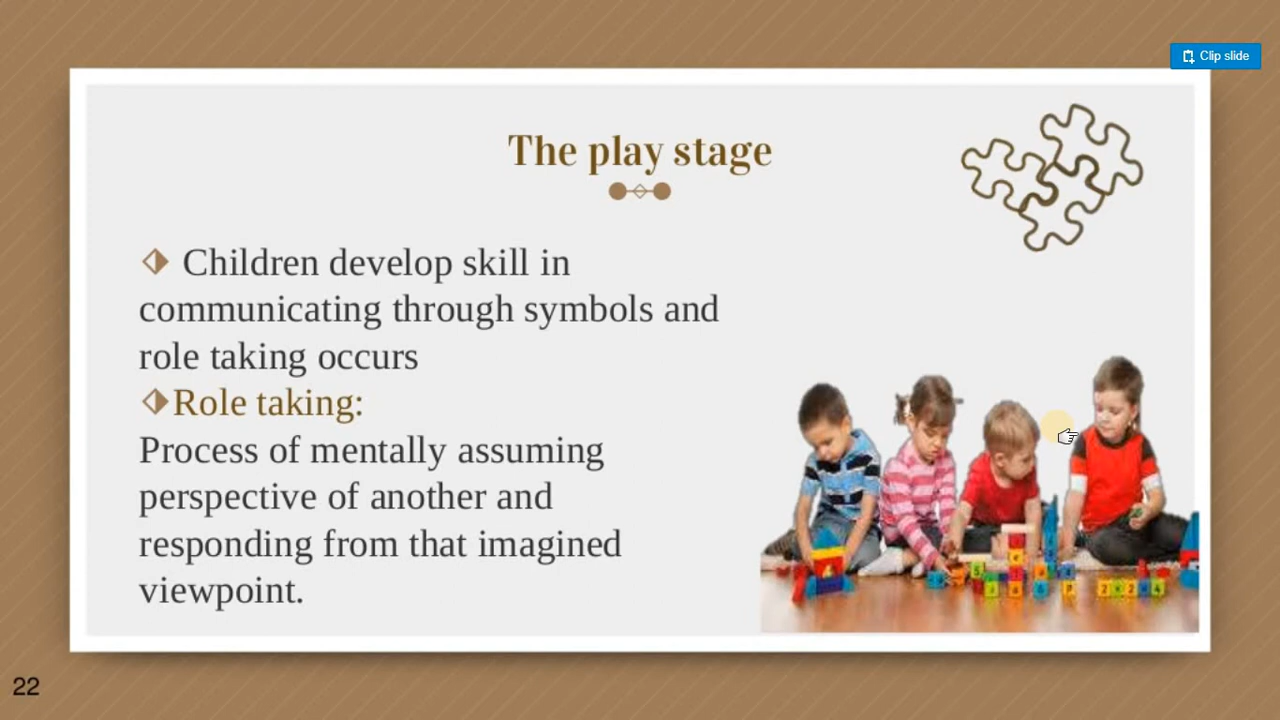 Clip slide
The play stage
Children develop skill in
communicating through symbols and
role taking occurs
Role taking:
Process of mentally assuming
perspective of another and
responding from that imagined
viewpoint.
22